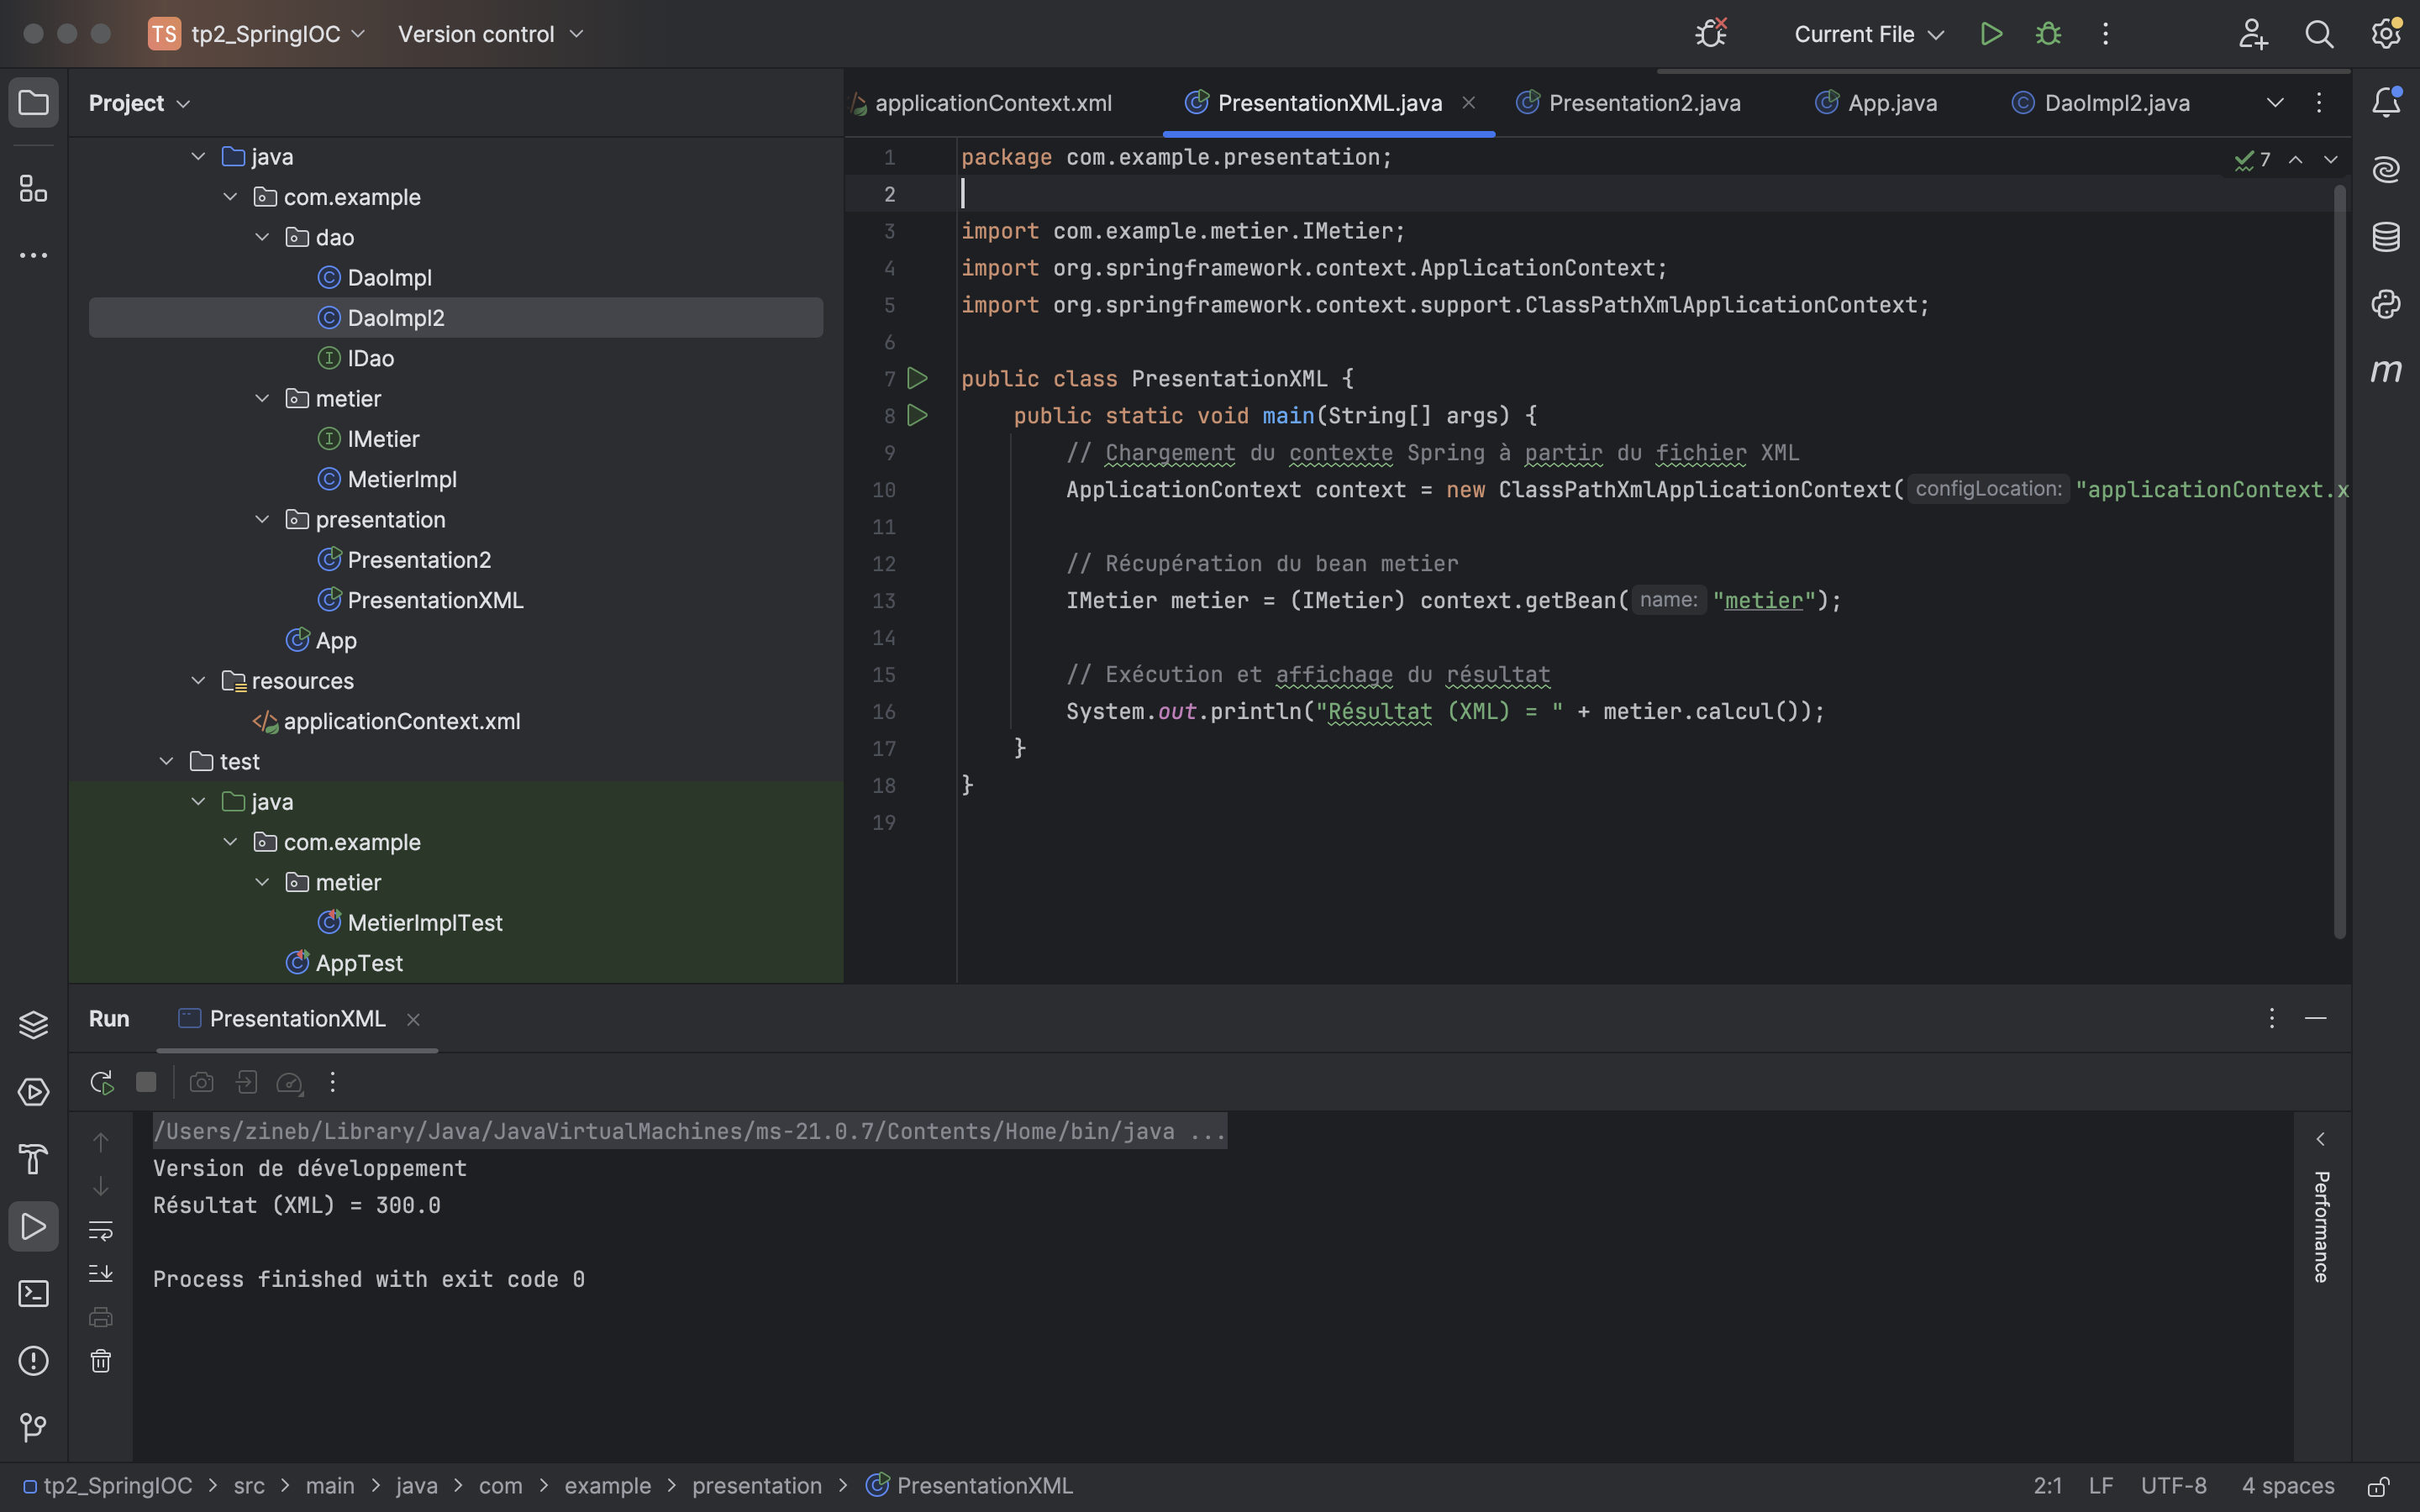 TS tp2_SpringIOC Version control Current File
Project
java
com.example
dao
DaoImpl
DaoImpl2
IDao
metier
IMetier
MetierImpl
presentation
Presentation2
PresentationXML
App
resources
applicationContext.xml
test
java
com.example
metier
MetierImplTest
AppTest
applicationContext.xml PresentationXML.java Presentation2.java App.java DaoImpl2.java
7
1 package com.example.presentation;
2
3 import com.example.metier.IMetier;
4 import org.springframework.context.ApplicationContext;
5 import org.springframework.context.support.ClassPathXmlApplicationContext;
6
7 public class PresentationXML {
8 public static void main(String[] args) {
9 // Chargement du contexte Spring à partir du fichier XML
10 ApplicationContext context = new ClassPathXmlApplicationContext( configLocation: "applicationContext.x
11
12 // Récupération du bean metier
13 IMetier metier = (IMetier) context.getBean( name: "metier");
14
15 // Exécution et affichage du résultat
16 System.out.println("Résultat (XML) = " + metier.calcul());
17 }
18 }
19
m
Run PresentationXML
/Users/zineb/Library/Java/JavaVirtualMachines/ms-21.0.7/Contents/Home/bin/java ...
Version de développement
Résultat (XML) = 300.0
Process finished with exit code 0
Performance
tp2_SpringIOC > src > main > java > com > example > presentation > PresentationXML 2:1 LF UTF-8 4 spaces